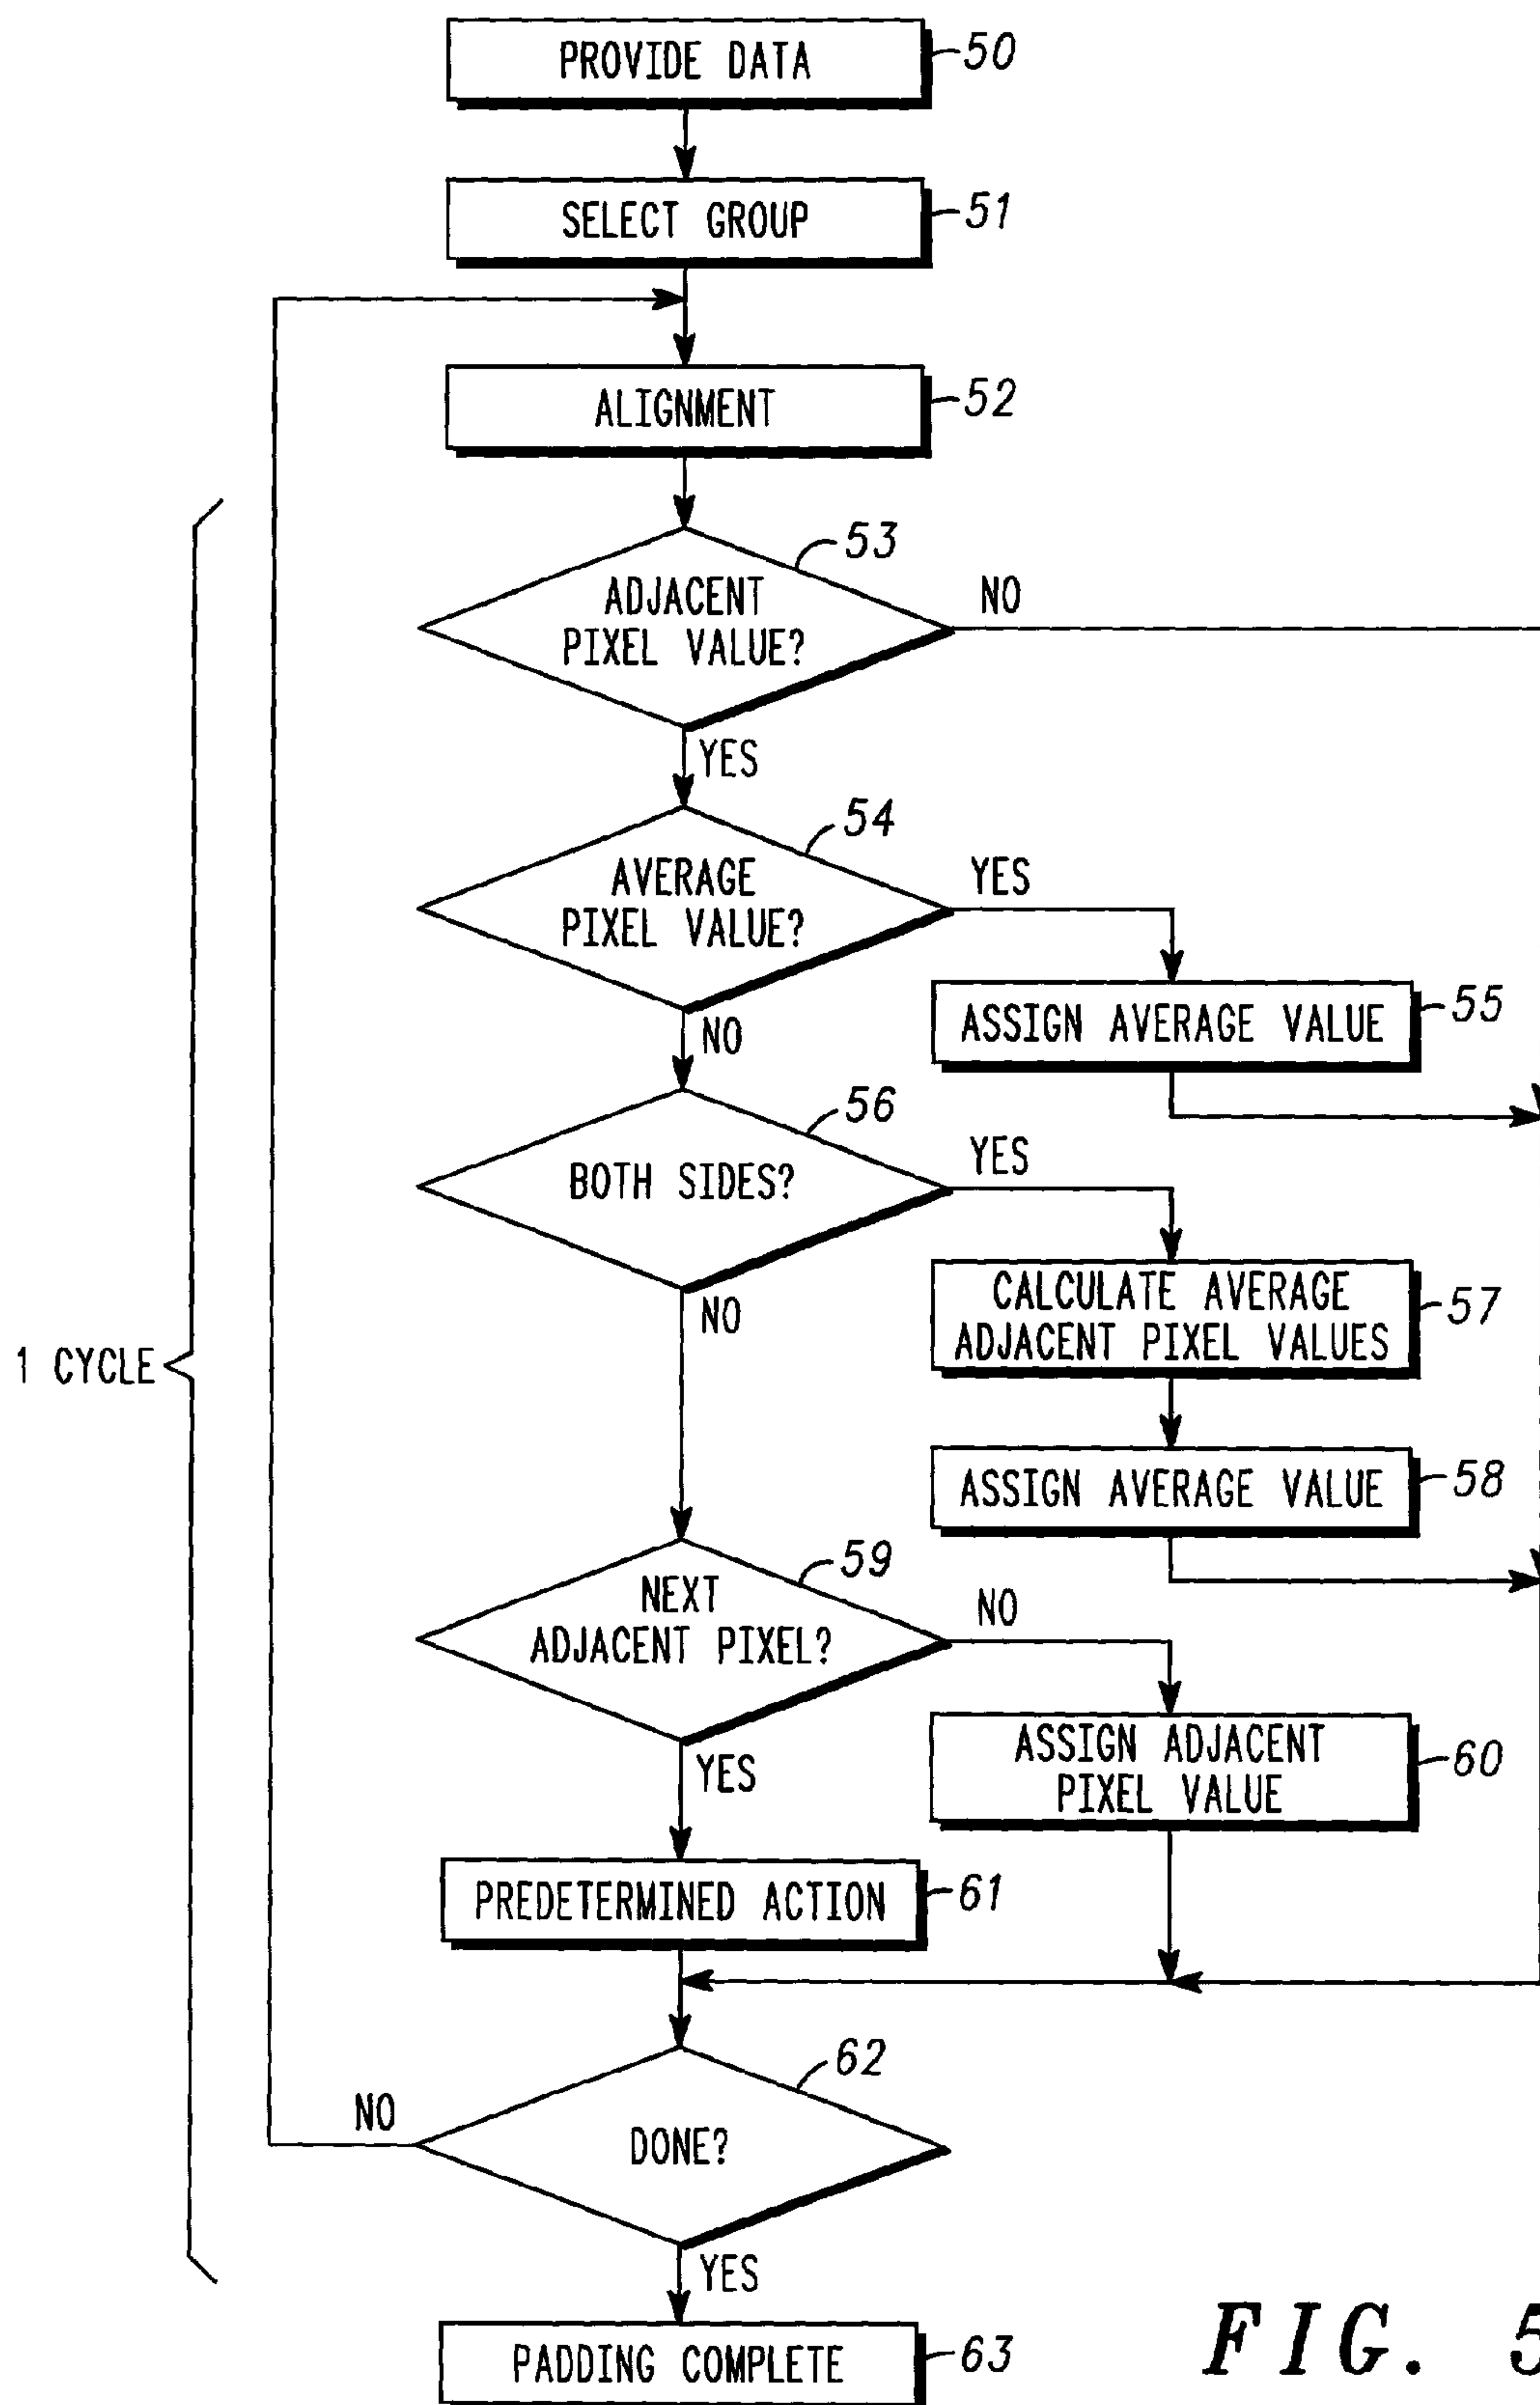 PROVIDE DATA
50
SELECT GROUP
51
ALIGNMENT
52
53
ADJACENT
PIXEL VALUE?
NO
YES
54
AVERAGE
PIXEL VALUE?
YES
NO
ASSIGN AVERAGE VALUE
55
56
BOTH SIDES?
YES
NO
CALCULATE AVERAGE
ADJACENT PIXEL VALUES
57
1 CYCLE
ASSIGN AVERAGE VALUE
58
59
NEXT
ADJACENT PIXEL?
NO
YES
ASSIGN ADJACENT
PIXEL VALUE
60
PREDETERMINED ACTION
61
62
DONE?
NO
YES
PADDING COMPLETE
63
FIG. 5